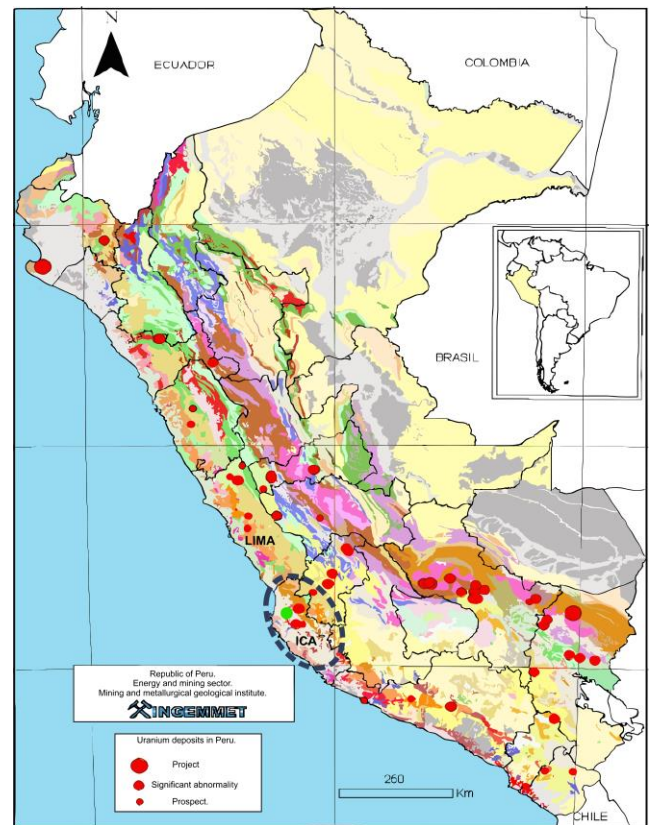 N
ECUADOR
COLOMBIA
BRASIL
LIMA
ICA
Republic of Peru.
Energy and mining sector.
Mining and metallurgical geological institute.
INGEMMET
Uranium deposits in Peru.
Project
Significant abnormality
Prospect.
260
Km
CHILE